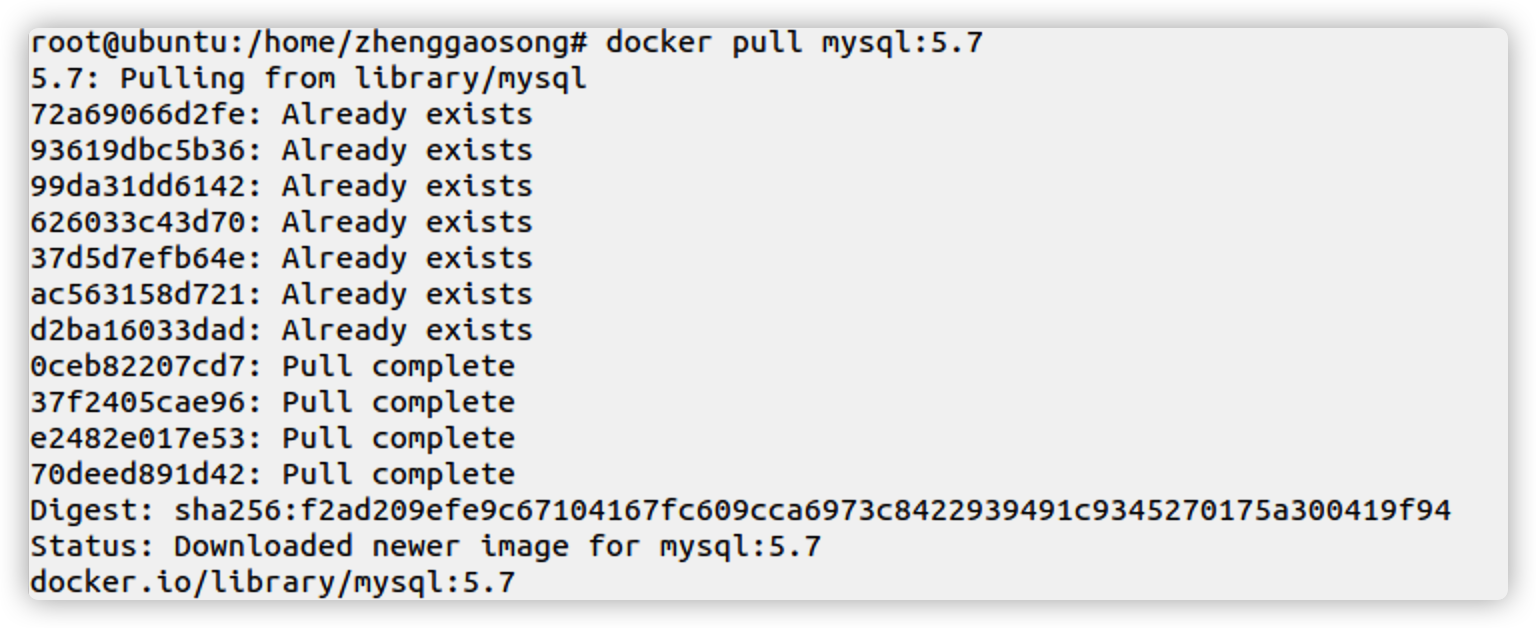 root@ubuntu:/home/zhenggaosong# docker pull mysql:5.7
5.7: Pulling from library/mysql
72a69066d2fe: Already exists
93619dbc5b36: Already exists
99da31dd6142: Already exists
626033c43d70: Already exists
37d5d7efb64e: Already exists
ac563158d721: Already exists
d2ba16033dad: Already exists
0ceb82207cd7: Pull complete
37f2405cae96: Pull complete
e2482e017e53: Pull complete
70deed891d42: Pull complete
Digest: sha256:f2ad209efe9c67104167fc609cca6973c8422939491c9345270175a300419f94
Status: Downloaded newer image for mysql:5.7
docker.io/library/mysql:5.7